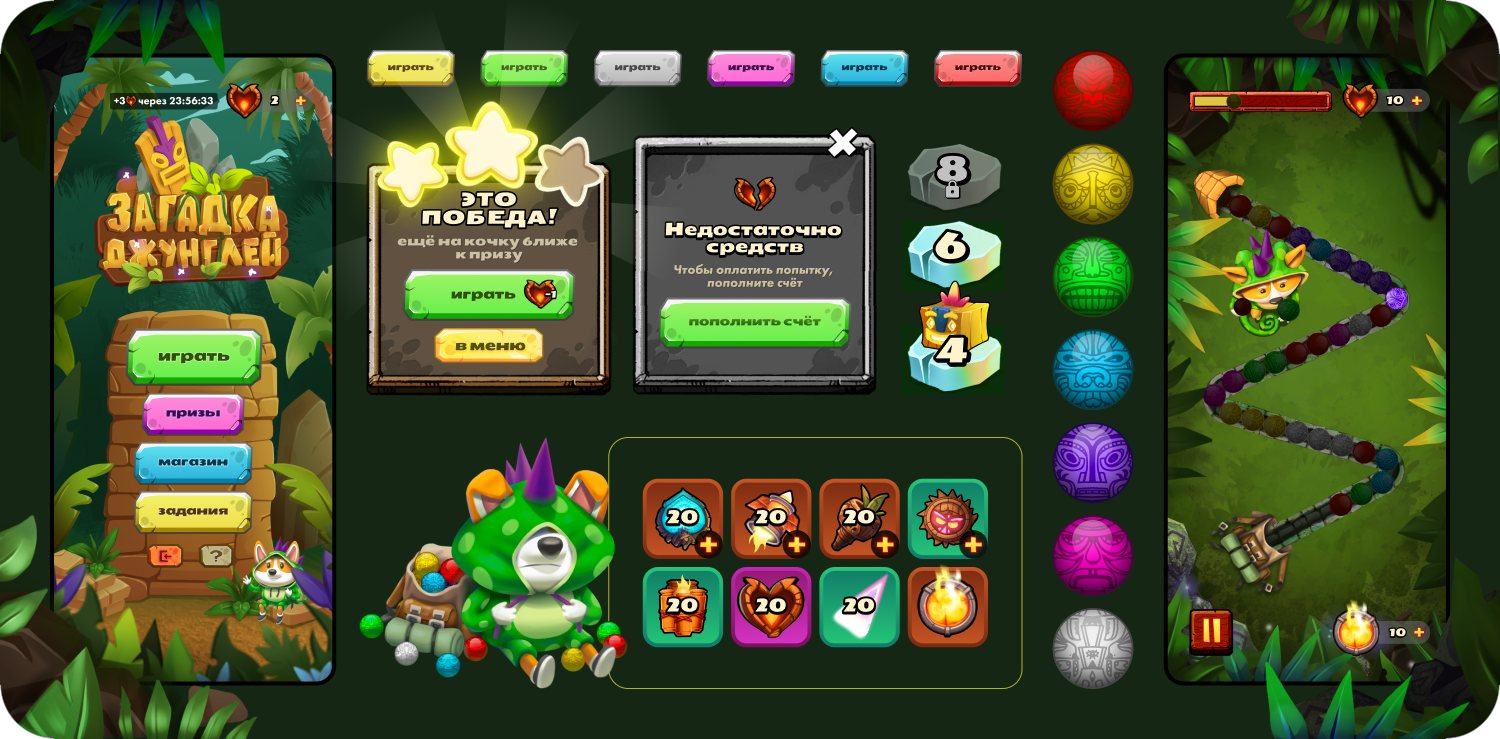 +3 через 23:56:33
2 +
ЗАГАДКА
ДЖУНГЛЕЙ
играть
призы
магазин
задания
?
играть
играть
играть
играть
играть
играть
ЭТО
ПОБЕДА!
ещё на кочку ближе
к призу
играть -1
в меню
Недостаточно
средств
Чтобы оплатить попытку,
пополните счёт
пополнить счёт
8
6
4
20 +
20 +
20 +
+
20
20
20
10 +
10 +